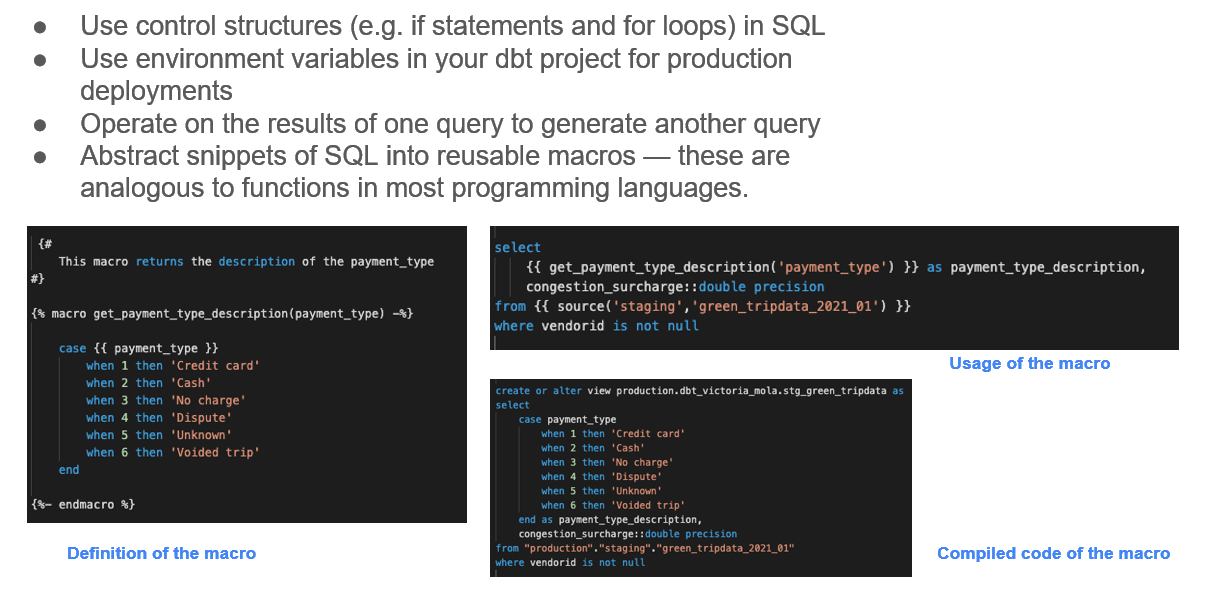 ● Use control structures (e.g. if statements and for loops) in SQL
● Use environment variables in your dbt project for production
deployments
● Operate on the results of one query to generate another query
● Abstract snippets of SQL into reusable macros — these are
analogous to functions in most programming languages.
{#
This macro returns the description of the payment_type
#}
{% macro get_payment_type_description(payment_type) -%}
case {{ payment_type }}
when 1 then 'Credit card'
when 2 then 'Cash'
when 3 then 'No charge'
when 4 then 'Dispute'
when 5 then 'Unknown'
when 6 then 'Voided trip'
end
{%- endmacro %}
Definition of the macro
select
{{ get_payment_type_description('payment_type') }} as payment_type_description,
congestion_surcharge::double precision
from {{ source('staging','green_tripdata_2021_01') }}
where vendorid is not null
Usage of the macro
create or alter view production.dbt_victoria_mola.stg_green_tripdata as
select
case payment_type
when 1 then 'Credit card'
when 2 then 'Cash'
when 3 then 'No charge'
when 4 then 'Dispute'
when 5 then 'Unknown'
when 6 then 'Voided trip'
end as payment_type_description,
congestion_surcharge::double precision
from "production"."staging"."green_tripdata_2021_01"
where vendorid is not null
Compiled code of the macro